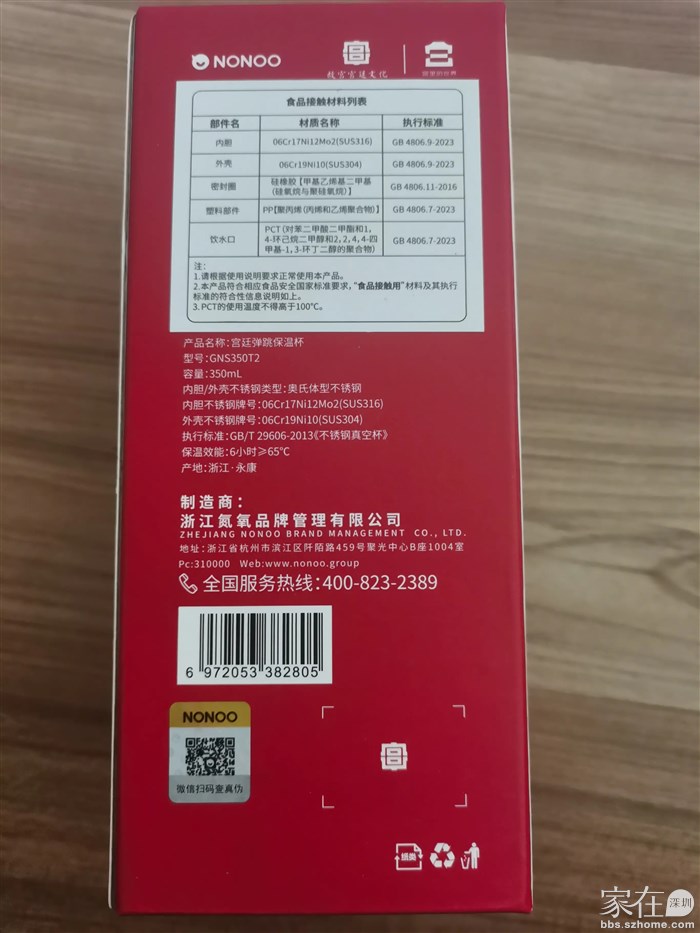 NONOO
故宫宫廷文化
食品接触材料列表
部件名 材质名称 执行标准
内胆 06Cr17Ni12Mo2(SUS316) GB 4806.9-2023
外壳 06Cr19Ni10(SUS304) GB 4806.9-2023
密封圈 硅橡胶【甲基乙烯基二甲基
(硅氧烷与聚硅氧烷)】 GB 4806.11-2016
塑料部件 PP【聚丙烯(丙烯和乙烯聚合物)】 GB 4806.7-2023
饮水口 PCT(对苯二甲酸二甲酯和1,
4-环己烷二甲醇和2,2,4,4-四
甲基-1,3-环丁二醇的聚合物) GB 4806.7-2023
注:
1.请根据使用说明要求正常使用本产品。
2.本产品符合相应食品安全国家标准要求,“食品接触用”材料及其执行
标准的符合性信息说明如上。
3.PCT的使用温度不得高于100℃。
产品名称:宫廷弹跳保温杯
型号:GNS350T2
容量:350mL
内胆/外壳不锈钢类型:奥氏体型不锈钢
内胆不锈钢牌号:06Cr17Ni12Mo2(SUS316)
外壳不锈钢牌号:06Cr19Ni10(SUS304)
执行标准:GB/T 29606-2013《不锈钢真空杯》
保温效能:6小时≥65℃
产地:浙江·永康
制造商:
浙江氮氧品牌管理有限公司
ZHEJIANG NONOO BRAND MANAGEMENT CO., LTD.
地址:浙江省杭州市滨江区阡陌路459号聚光中心B座1004室
Pc:310000 Web:www.nonoo.group
全国服务热线:400-823-2389
6 972053 382805
NONOO
微信扫码查真伪
纸类
家在深圳
bbs.szhome.com